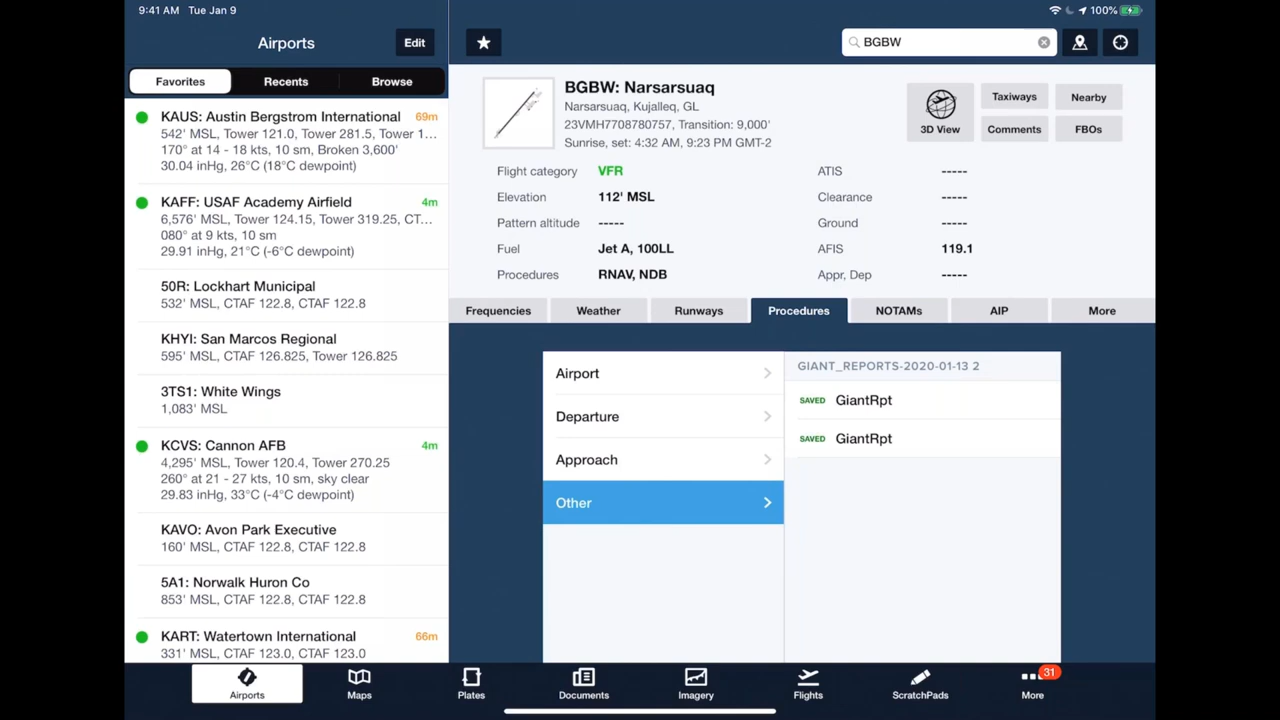 9:41 AM Tue Jan 9
100%
Airports
Edit
BGBW
Favorites
Recents
Browse
KAUS: Austin Bergstrom International 69m
542' MSL, Tower 121.0, Tower 281.5, Tower 1...
170° at 14 - 18 kts, 10 sm, Broken 3,600'
30.04 inHg, 26°C (18°C dewpoint)
KAFF: USAF Academy Airfield 4m
6,576' MSL, Tower 124.15, Tower 319.25, CT...
080° at 9 kts, 10 sm
29.91 inHg, 21°C (-6°C dewpoint)
50R: Lockhart Municipal
532' MSL, CTAF 122.8, CTAF 122.8
KHYI: San Marcos Regional
595' MSL, CTAF 126.825, Tower 126.825
3TS1: White Wings
1,083' MSL
KCVS: Cannon AFB 4m
4,295' MSL, Tower 120.4, Tower 270.25
260° at 21 - 27 kts, 10 sm, sky clear
29.83 inHg, 33°C (-4°C dewpoint)
KAVO: Avon Park Executive
160' MSL, CTAF 122.8, CTAF 122.8
5A1: Norwalk Huron Co
853' MSL, CTAF 122.8, CTAF 122.8
KART: Watertown International 66m
331' MSL, CTAF 123.0, CTAF 123.0
BGBW: Narsarsuaq
Narsarsuaq, Kujalleq, GL
23VMH7708780757, Transition: 9,000'
Sunrise, set: 4:32 AM, 9:23 PM GMT-2
3D View
Taxiways
Nearby
Comments
FBOs
Flight category VFR
Elevation 112' MSL
Pattern altitude -----
Fuel Jet A, 100LL
Procedures RNAV, NDB
ATIS -----
Clearance -----
Ground -----
AFIS 119.1
Appr, Dep -----
Frequencies
Weather
Runways
Procedures
NOTAMs
AIP
More
Airport
Departure
Approach
Other
GIANT_REPORTS-2020-01-13 2
SAVED GiantRpt
SAVED GiantRpt
Airports
Maps
Plates
Documents
Imagery
Flights
ScratchPads
31
More